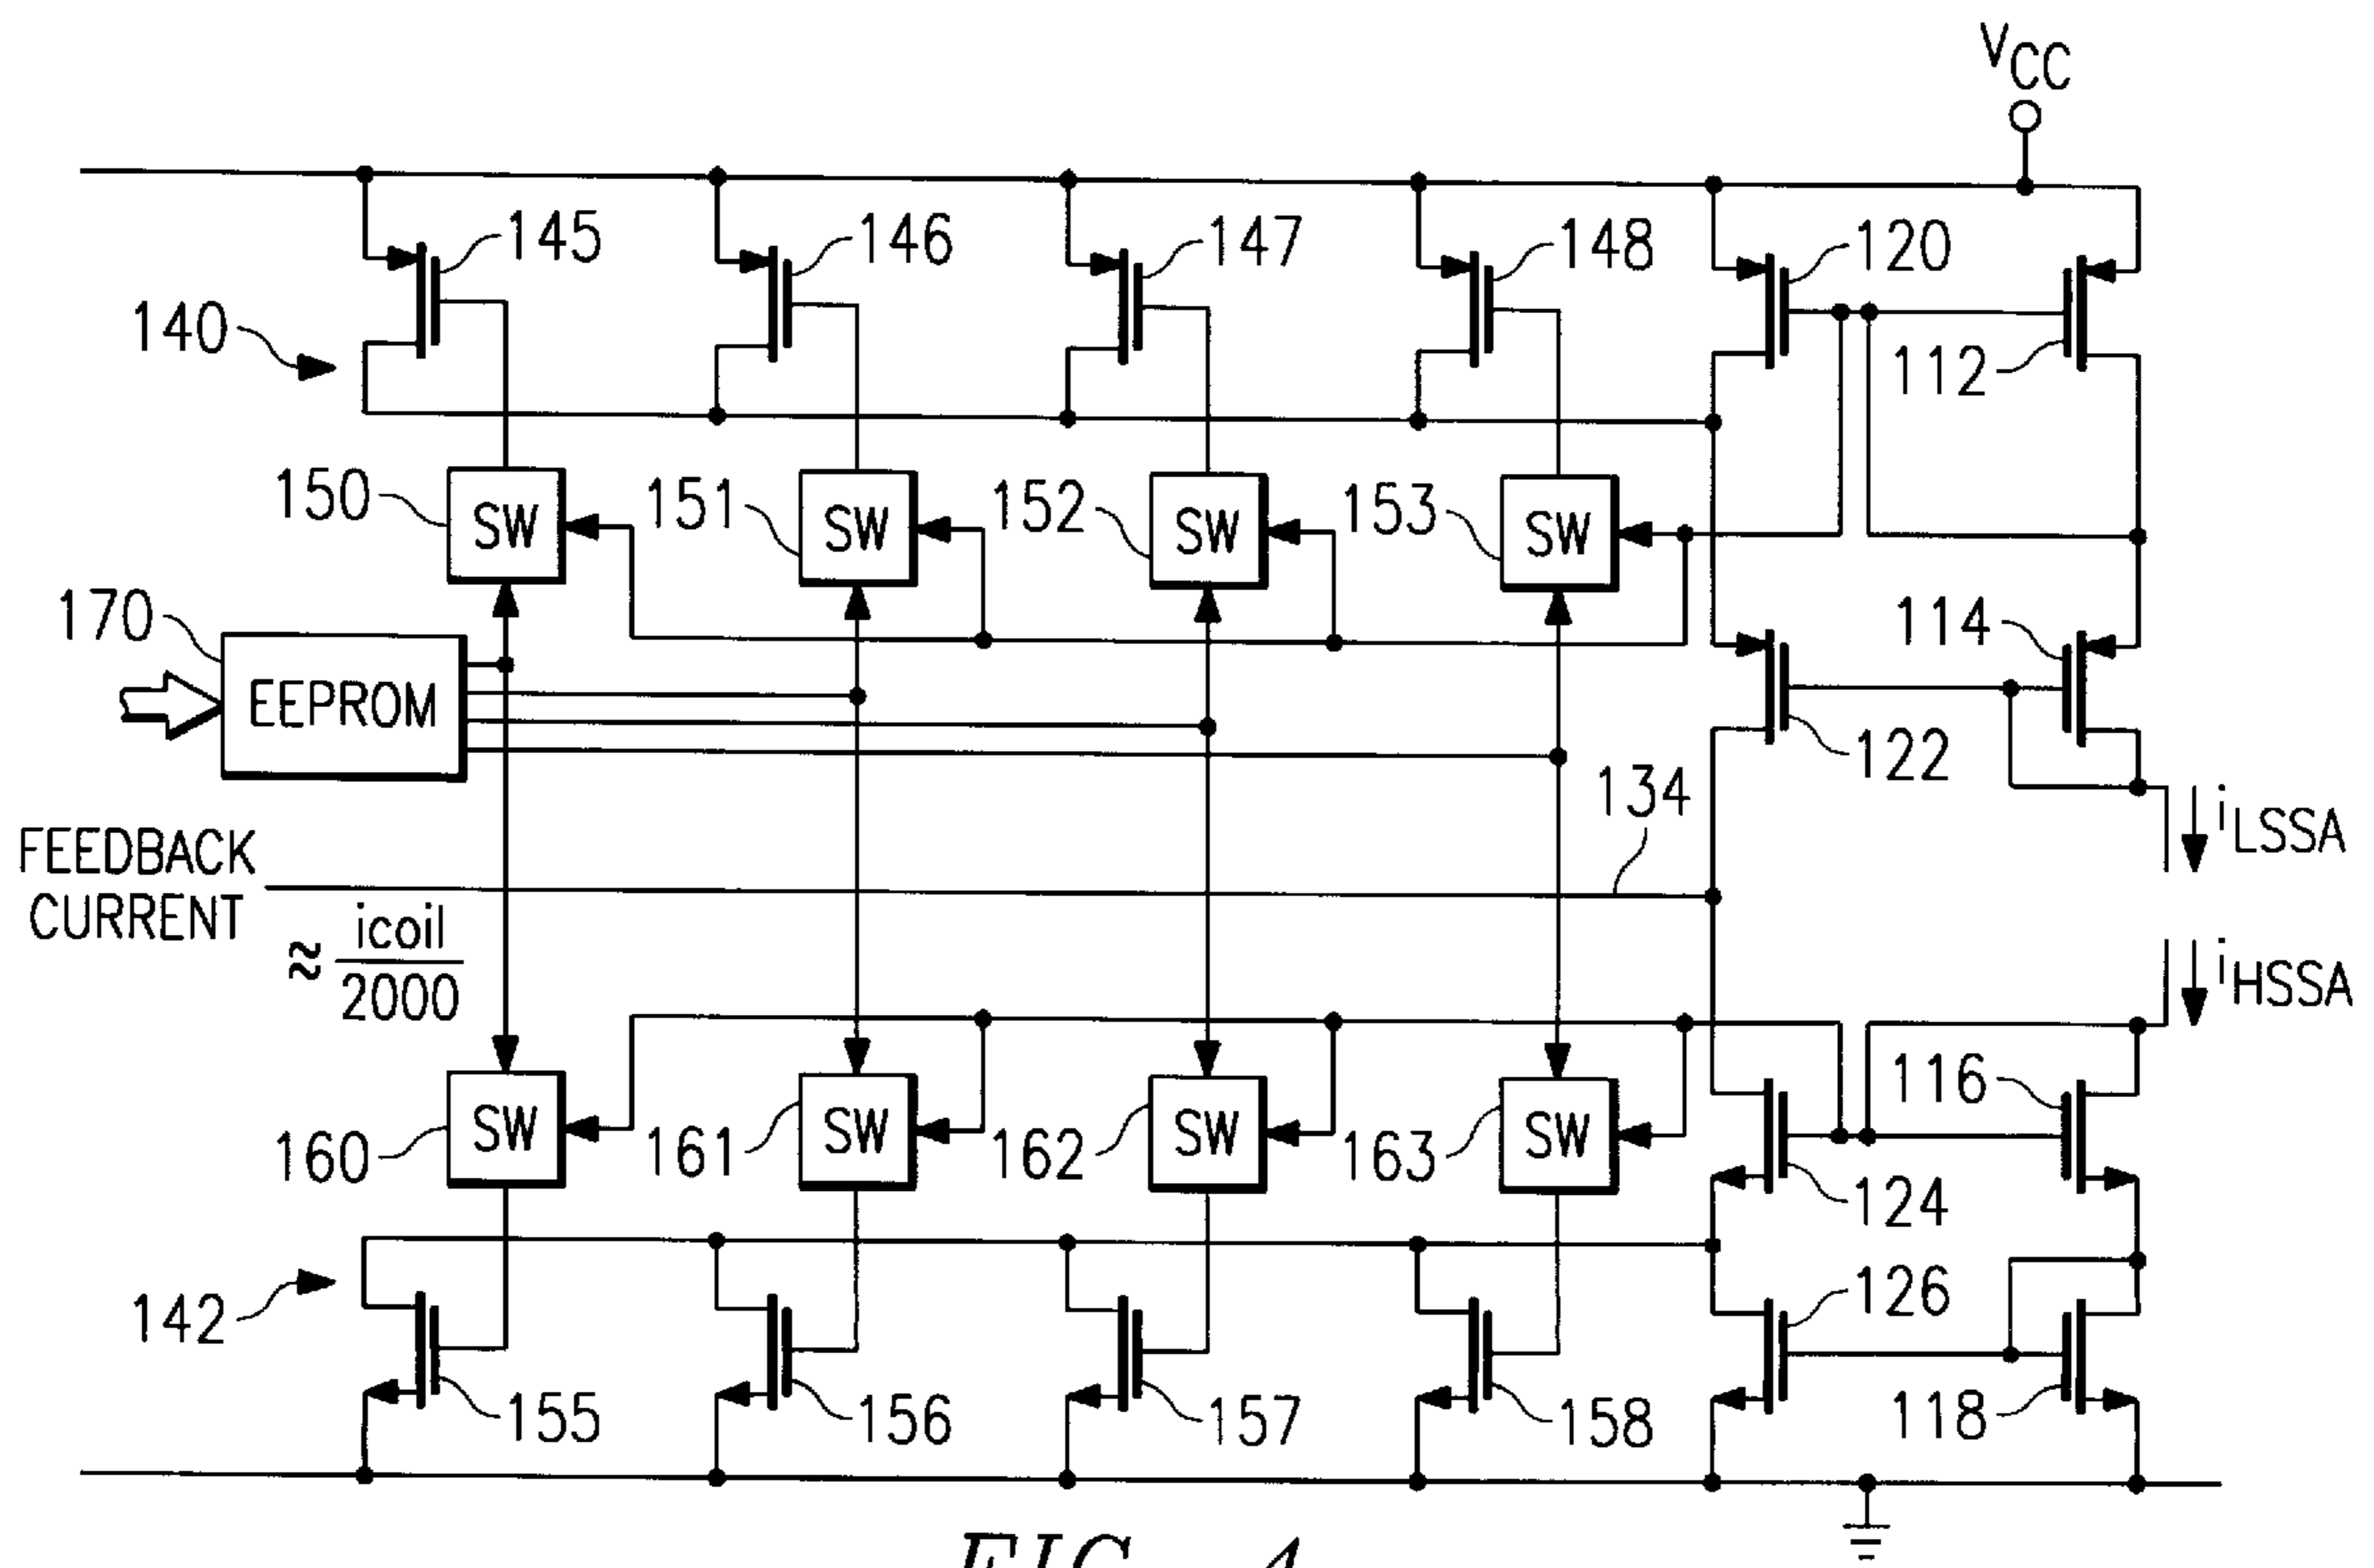 VCC
145
146
147
148
120
140
112
150
SW
151
SW
152
SW
153
SW
170
EEPROM
114
122
134
iLSSA
FEEDBACK
CURRENT
≈ icoil
2000
iHSSA
116
160
SW
161
SW
162
SW
163
SW
124
142
126
155
156
157
158
118
FIG. 4